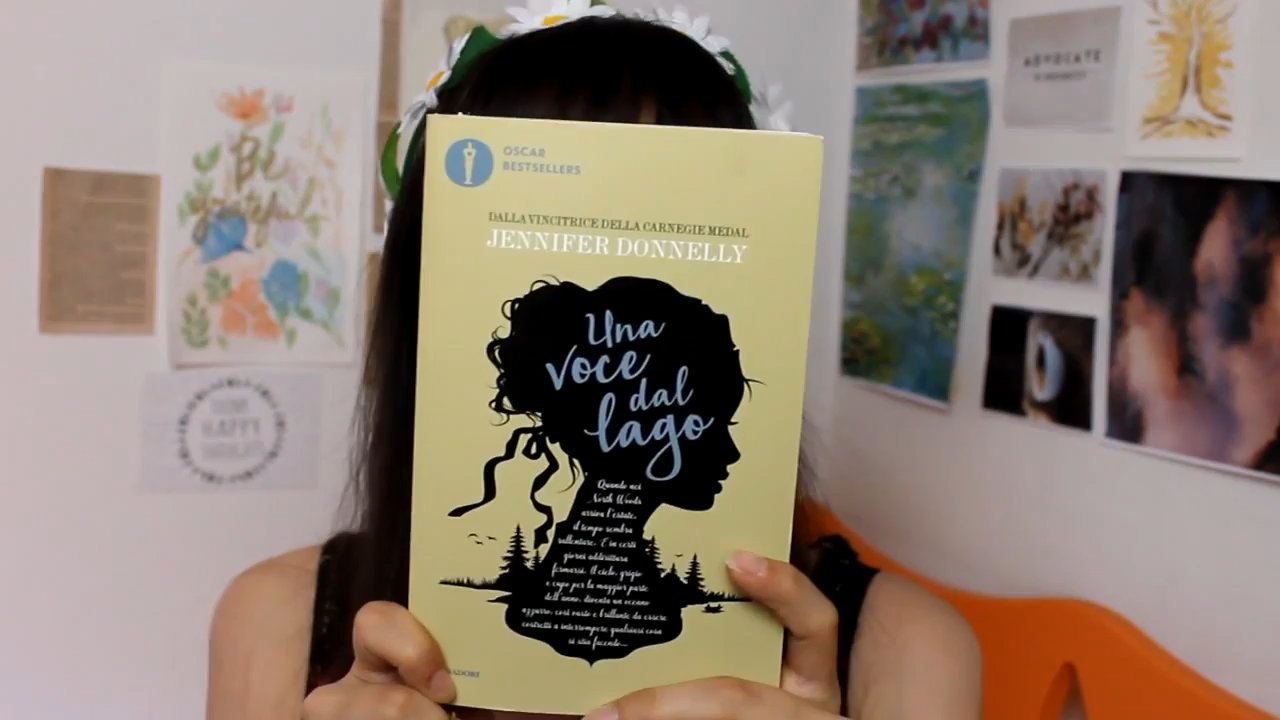 OSCAR
BESTSELLERS
DALLA VINCITRICE DELLA CARNEGIE MEDAL
JENNIFER DONNELLY
Una
voce
dal
lago
Quando nei
North Woods
arriva l'estate,
il tempo sembra
rallentare. E in certi
giorni addirittura
fermarsi. Il cielo, grigio
e cupo per la maggior parte
dell'anno, diventa un oceano
azzurro, così vasto e brillante da essere
costretti a interrompere qualsiasi cosa
si stia facendo...
Be
HAPPY
ADVOCATE